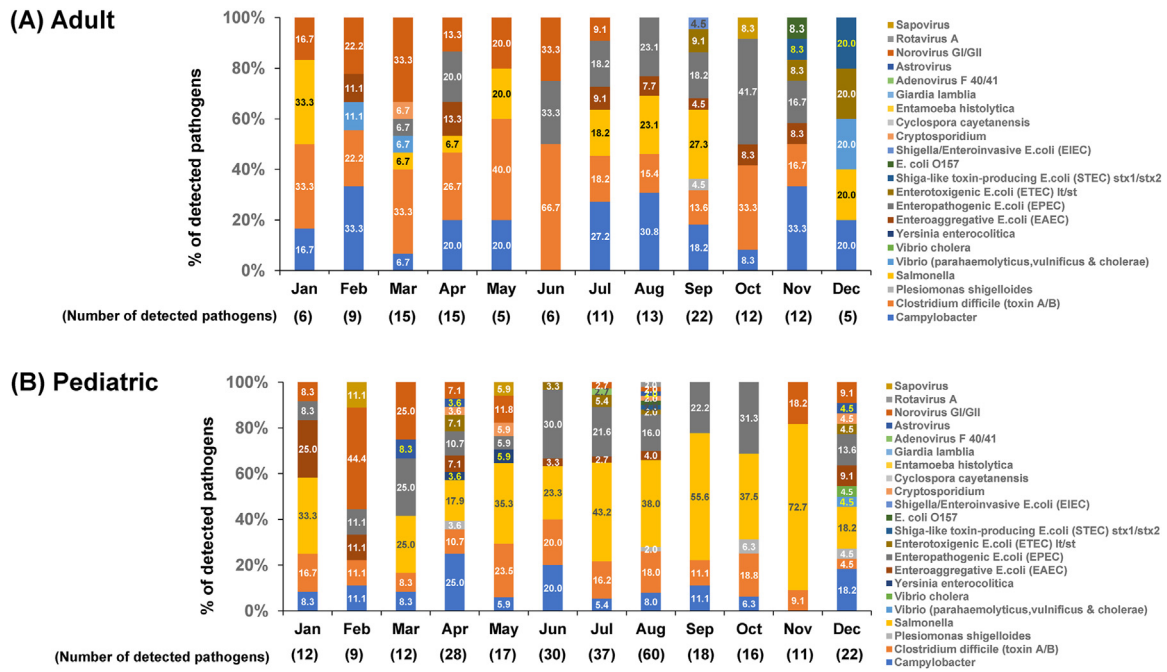 (A) Adult
% of detected pathogens
100%
80%
60%
40%
20%
0%
16.7 33.3 33.3 16.7
33.3 22.2 11.1 11.1 22.2
6.7 33.3 6.7 6.7 6.7 6.7 33.3
20.0 26.7 6.7 13.3 20.0 13.3
20.0 40.0 20.0 20.0
66.7 33.3 33.3
27.2 18.2 18.2 9.1 18.2 9.1
30.8 15.4 23.1 7.7 23.1
18.2 13.6 4.5 27.3 4.5 18.2 9.1 4.5
8.3 33.3 8.3 41.7 8.3
33.3 16.7 8.3 16.7 8.3 8.3 8.3
20.0 20.0 20.0 20.0 20.0
Jan Feb Mar Apr May Jun Jul Aug Sep Oct Nov Dec
(Number of detected pathogens) (6) (9) (15) (15) (5) (6) (11) (13) (22) (12) (12) (5)
Sapovirus
Rotavirus A
Norovirus GI/GII
Astrovirus
Adenovirus F 40/41
Giardia lamblia
Entamoeba histolytica
Cyclospora cayetanensis
Cryptosporidium
Shigella/Enteroinvasive E.coli (EIEC)
E. coli O157
Shiga-like toxin-producing E.coli (STEC) stx1/stx2
Enterotoxigenic E.coli (ETEC) lt/st
Enteropathogenic E.coli (EPEC)
Enteroaggregative E.coli (EAEC)
Yersinia enterocolitica
Vibrio cholera
Vibrio (parahaemolyticus,vulnificus & cholerae)
Salmonella
Plesiomonas shigelloides
Clostridium difficile (toxin A/B)
Campylobacter
(B) Pediatric
% of detected pathogens
100%
80%
60%
40%
20%
0%
8.3 16.7 33.3 25.0 8.3 8.3
11.1 11.1 11.1 11.1 44.4 11.1
8.3 8.3 25.0 25.0 8.3 25.0
25.0 10.7 3.6 17.9 3.6 7.1 10.7 7.1 3.6 3.6 7.1
5.9 23.5 35.3 5.9 5.9 5.9 11.8 5.9
20.0 20.0 23.3 3.3 30.0 3.3
5.4 16.2 43.2 2.7 21.6 5.4 2.7 2.7
8.0 18.0 2.0 38.0 4.0 16.0 2.0
11.1 11.1 55.6 22.2
6.3 18.8 6.3 37.5 31.3
9.1 72.7 18.2
18.2 4.5 4.5 18.2 4.5 4.5 9.1 13.6 4.5 4.5 4.5 9.1
Jan Feb Mar Apr May Jun Jul Aug Sep Oct Nov Dec
(Number of detected pathogens) (12) (9) (12) (28) (17) (30) (37) (60) (18) (16) (11) (22)
Sapovirus
Rotavirus A
Norovirus GI/GII
Astrovirus
Adenovirus F 40/41
Giardia lamblia
Entamoeba histolytica
Cyclospora cayetanensis
Cryptosporidium
Shigella/Enteroinvasive E.coli (EIEC)
E. coli O157
Shiga-like toxin-producing E.coli (STEC) stx1/stx2
Enterotoxigenic E.coli (ETEC) lt/st
Enteropathogenic E.coli (EPEC)
Enteroaggregative E.coli (EAEC)
Yersinia enterocolitica
Vibrio cholera
Vibrio (parahaemolyticus,vulnificus & cholerae)
Salmonella
Plesiomonas shigelloides
Clostridium difficile (toxin A/B)
Campylobacter